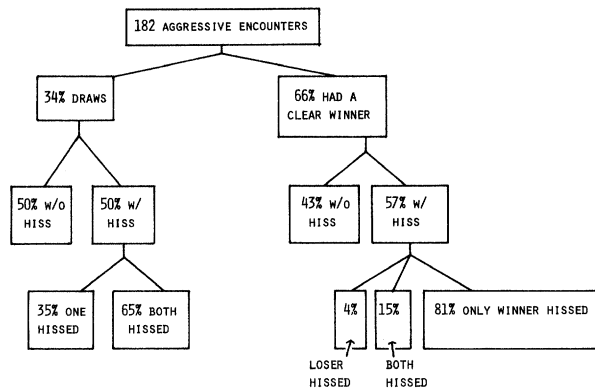 182 AGGRESSIVE ENCOUNTERS
34% DRAWS
66% HAD A
CLEAR WINNER
50% W/O
HISS
50% W/
HISS
43% W/O
HISS
57% W/
HISS
35% ONE
HISSED
65% BOTH
HISSED
4%
15%
81% ONLY WINNER HISSED
LOSER
HISSED
BOTH
HISSED